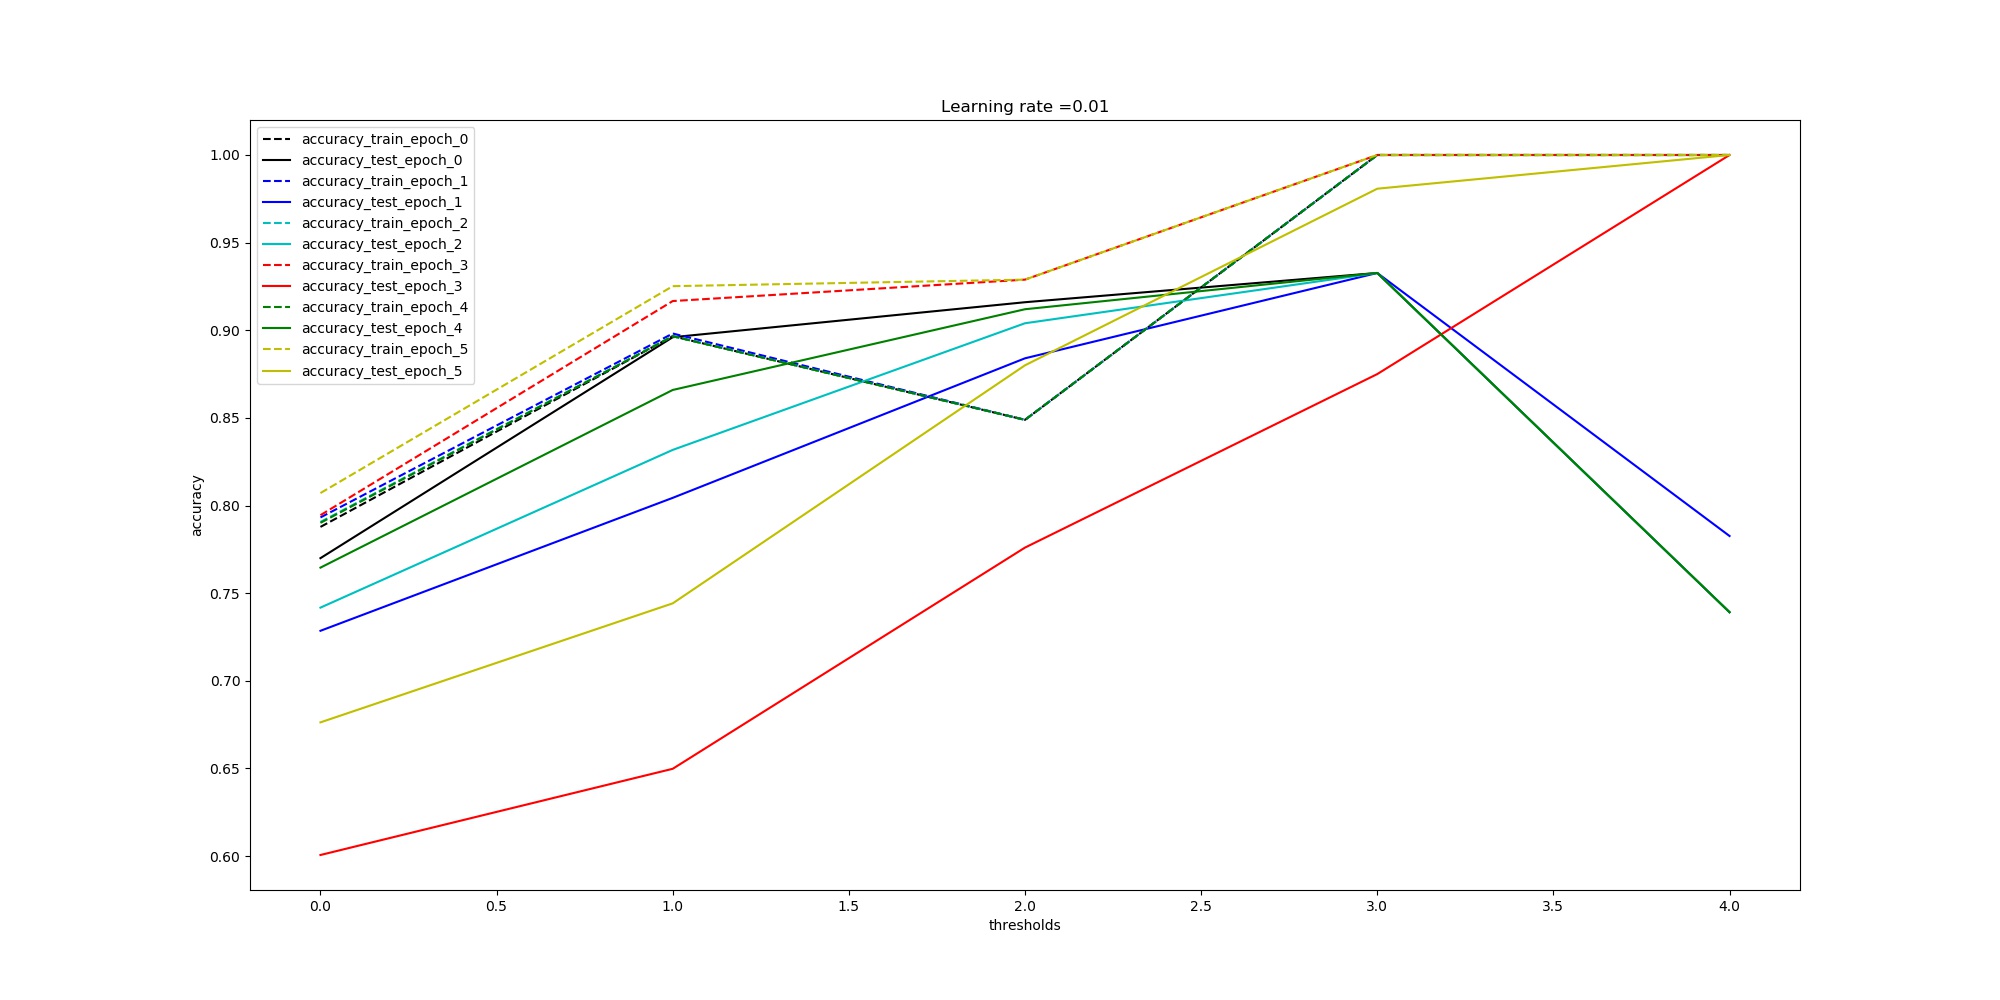 Learning rate =0.01
accuracy_train_epoch_0
accuracy_test_epoch_0
accuracy_train_epoch_1
accuracy_test_epoch_1
accuracy_train_epoch_2
accuracy_test_epoch_2
accuracy_train_epoch_3
accuracy_test_epoch_3
accuracy_train_epoch_4
accuracy_test_epoch_4
accuracy_train_epoch_5
accuracy_test_epoch_5
1.00
0.95
0.90
0.85
0.80
0.75
0.70
0.65
0.60
accuracy
0.0 0.5 1.0 1.5 2.0 2.5 3.0 3.5 4.0
thresholds